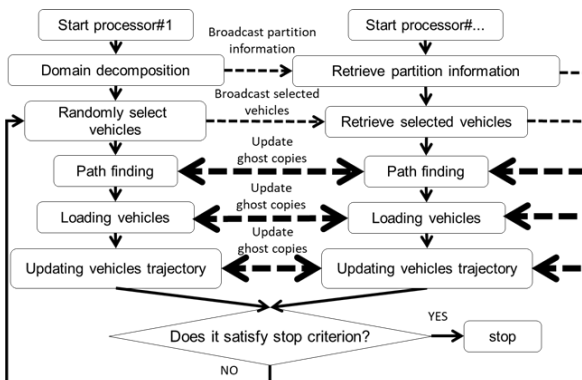 Start processor#1
Start processor#...
Broadcast partition
information
Domain decomposition
Retrieve partition information
Broadcast selected
vehicles
Randomly select
vehicles
Retrieve selected vehicles
Update
ghost copies
Path finding
Path finding
Update
ghost copies
Loading vehicles
Loading vehicles
Update
ghost copies
Updating vehicles trajectory
Updating vehicles trajectory
Does it satisfy stop criterion?
YES
stop
NO